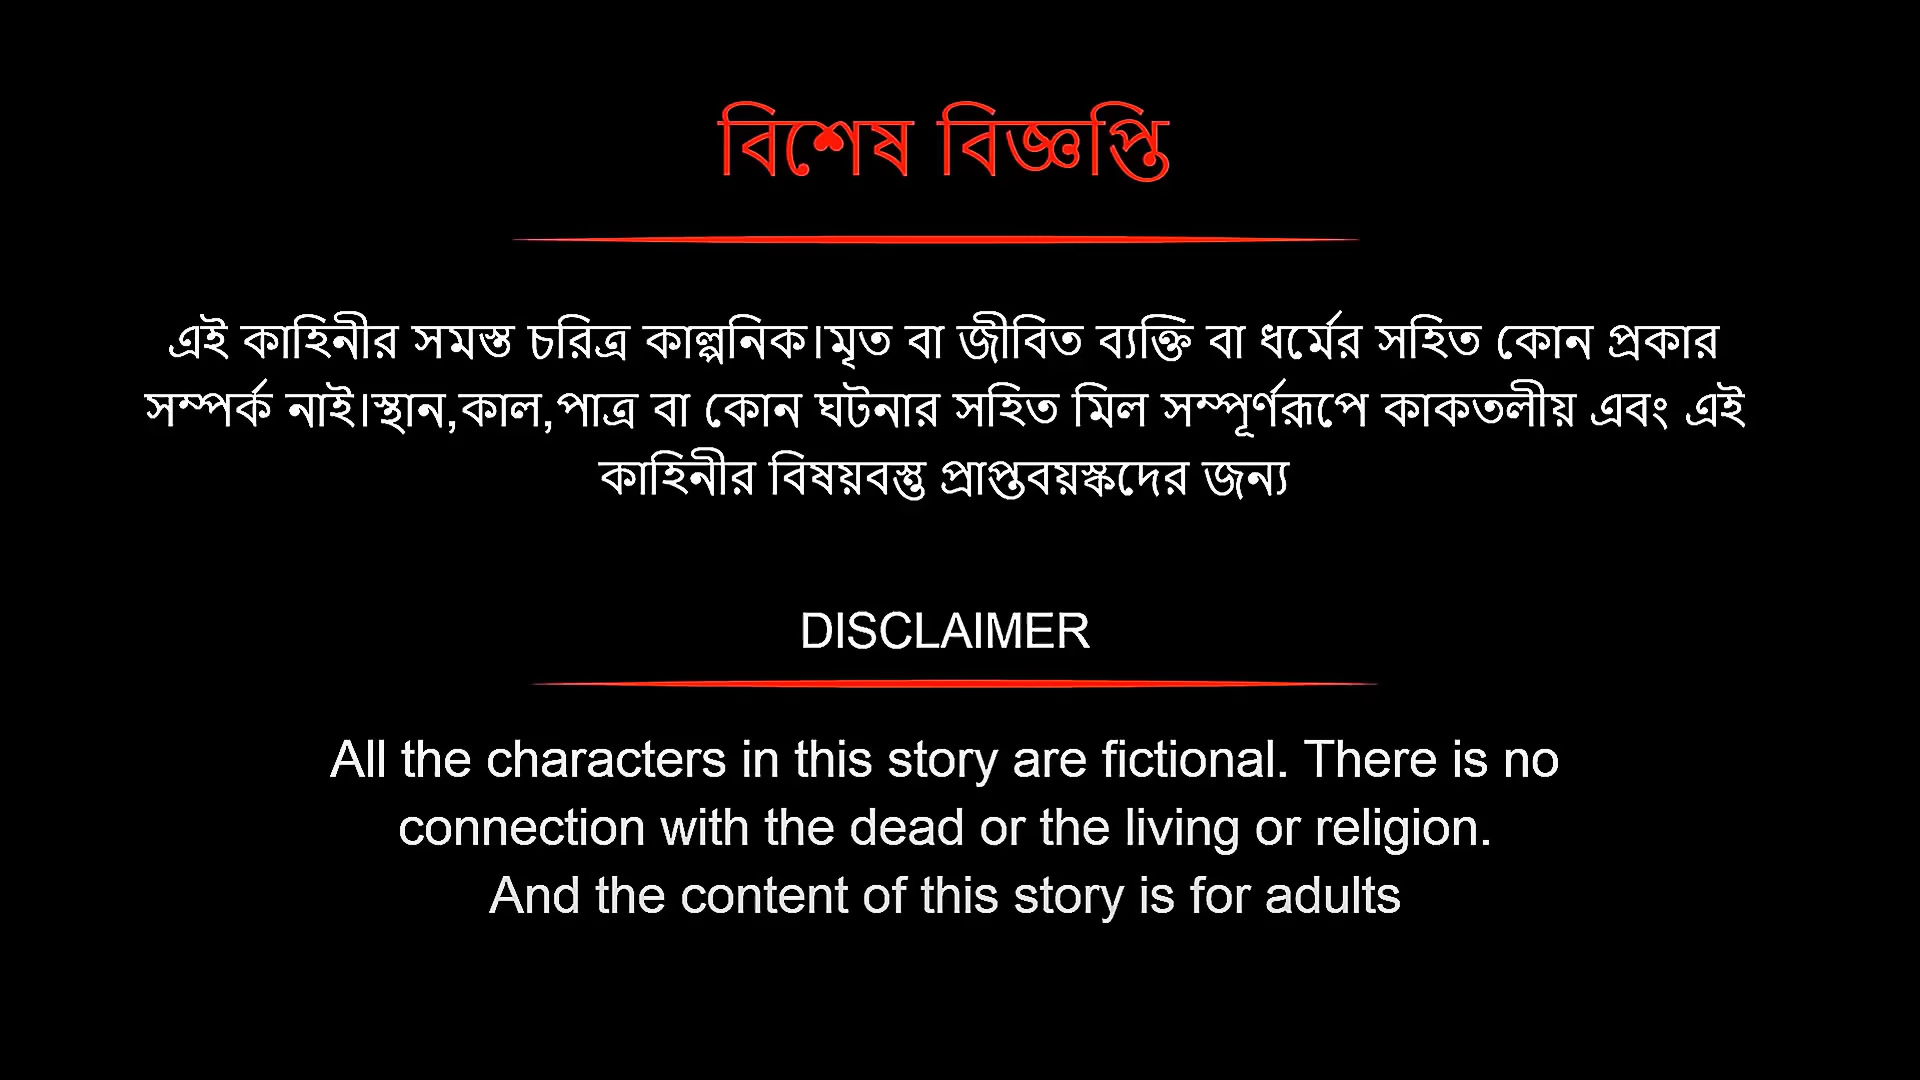 বিশেষ বিজ্ঞপ্তি
এই কাহিনীর সমস্ত চরিত্র কাল্পনিক।মৃত বা জীবিত ব্যক্তি বা ধর্মের সহিত কোন প্রকার
সম্পর্ক নাই।স্থান,কাল,পাত্র বা কোন ঘটনার সহিত মিল সম্পূর্ণরূপে কাকতলীয় এবং এই
কাহিনীর বিষয়বস্তু প্রাপ্তবয়স্কদের জন্য
DISCLAIMER
All the characters in this story are fictional. There is no
connection with the dead or the living or religion.
And the content of this story is for adults